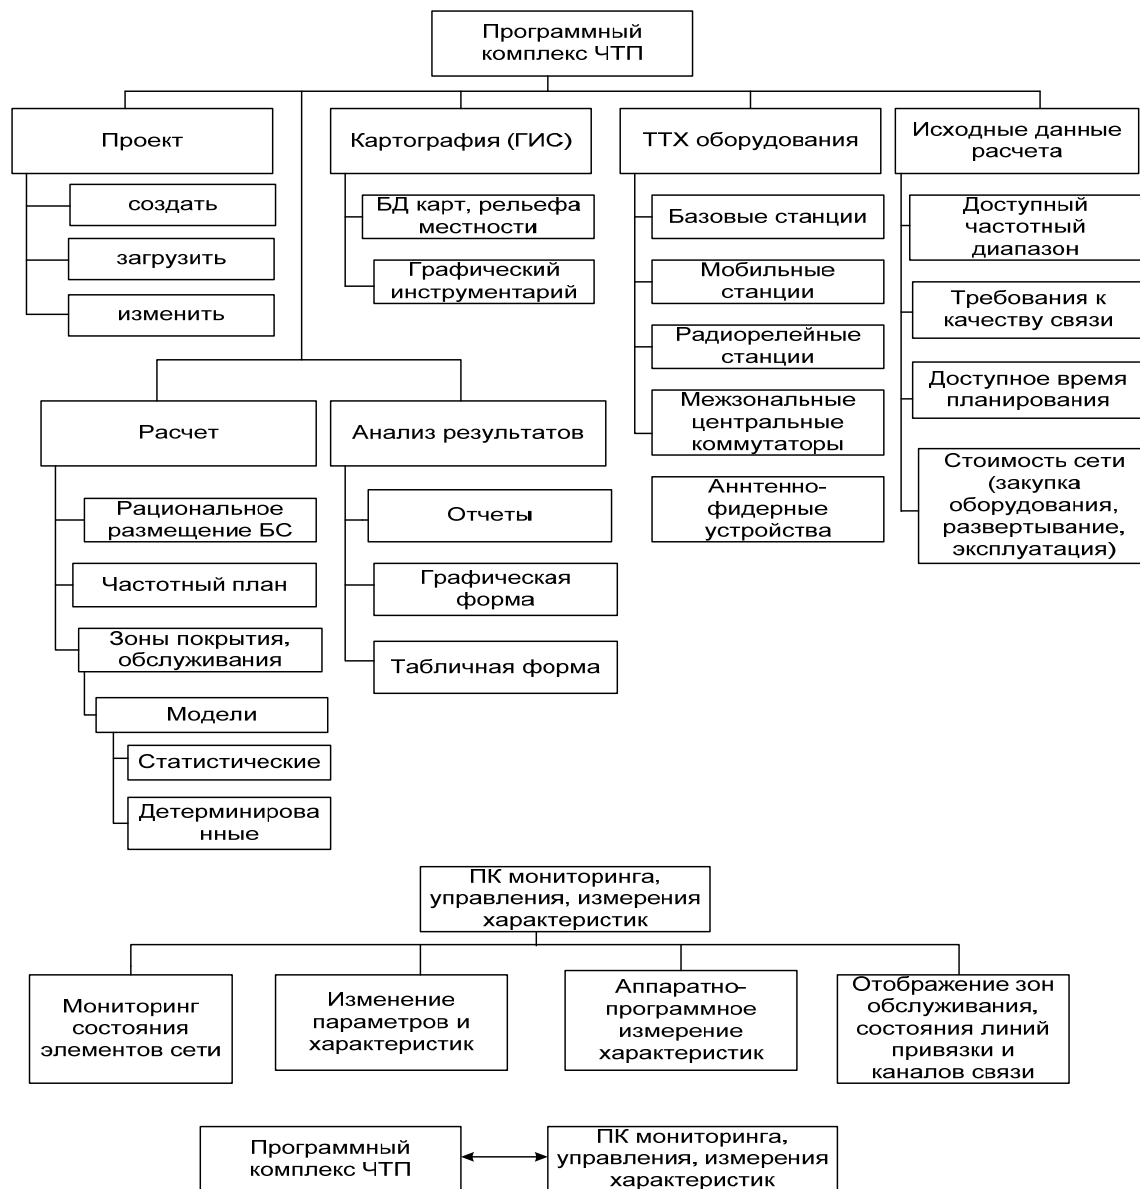 Программный
комплекс ЧТП
Проект
создать
загрузить
изменить
Картография (ГИС)
БД карт, рельефа
местности
Графический
инструментарий
ТТХ оборудования
Базовые станции
Мобильные
станции
Радиорелейные
станции
Межзональные
центральные
коммутаторы
Аннтенно-
фидерные
устройства
Исходные данные
расчета
Доступный
частотный
диапазон
Требования к
качеству связи
Доступное время
планирования
Стоимость сети
(закупка
оборудования,
развертывание,
эксплуатация)
Расчет
Рациональное
размещение БС
Частотный план
Зоны покрытия,
обслуживания
Модели
Статистические
Детерминирова
нные
Анализ результатов
Отчеты
Графическая
форма
Табличная форма
ПК мониторинга,
управления, измерения
характеристик
Мониторинг
состояния
элементов сети
Изменение
параметров и
характеристик
Аппаратно-
программное
измерение
характеристик
Отображение зон
обслуживания,
состояния линий
привязки и
каналов связи
Программный
комплекс ЧТП
ПК мониторинга,
управления, измерения
характеристик